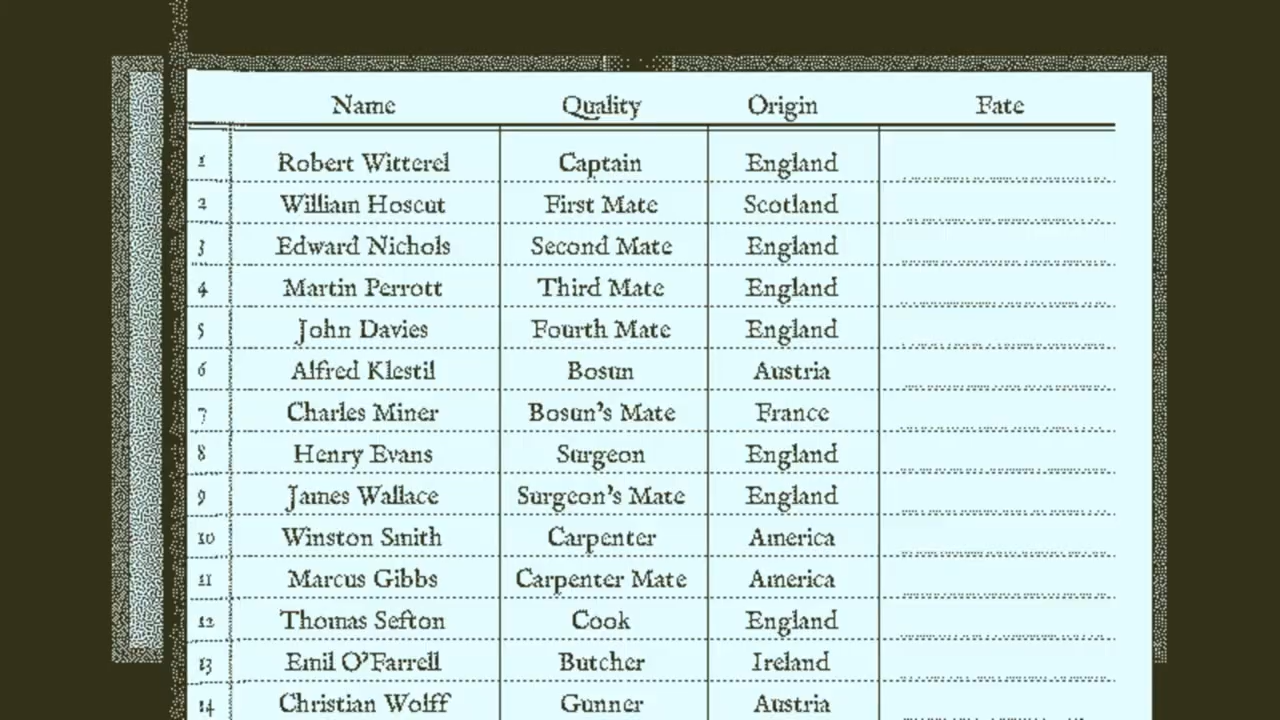 Name Quality Origin Fate
1 Robert Witterel Captain England
2 William Hoscut First Mate Scotland
3 Edward Nichols Second Mate England
4 Martin Perrott Third Mate England
5 John Davies Fourth Mate England
6 Alfred Klestil Bosun Austria
7 Charles Miner Bosun's Mate France
8 Henry Evans Surgeon England
9 James Wallace Surgeon's Mate England
10 Winston Smith Carpenter America
11 Marcus Gibbs Carpenter Mate America
12 Thomas Sefton Cook England
13 Emil O'Farrell Butcher Ireland
14 Christian Wolff Gunner Austria